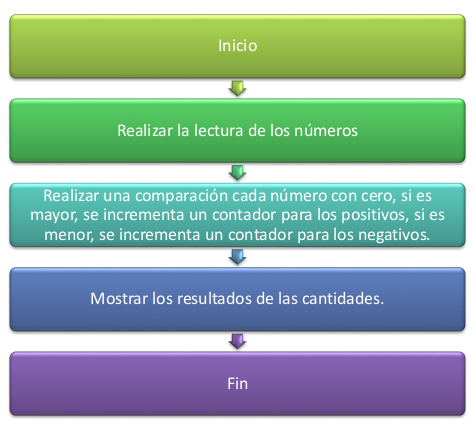 Inicio
Realizar la lectura de los números
Realizar una comparación cada número con cero, si es
mayor, se incrementa un contador para los positivos, si es
menor, se incrementa un contador para los negativos.
Mostrar los resultados de las cantidades.
Fin